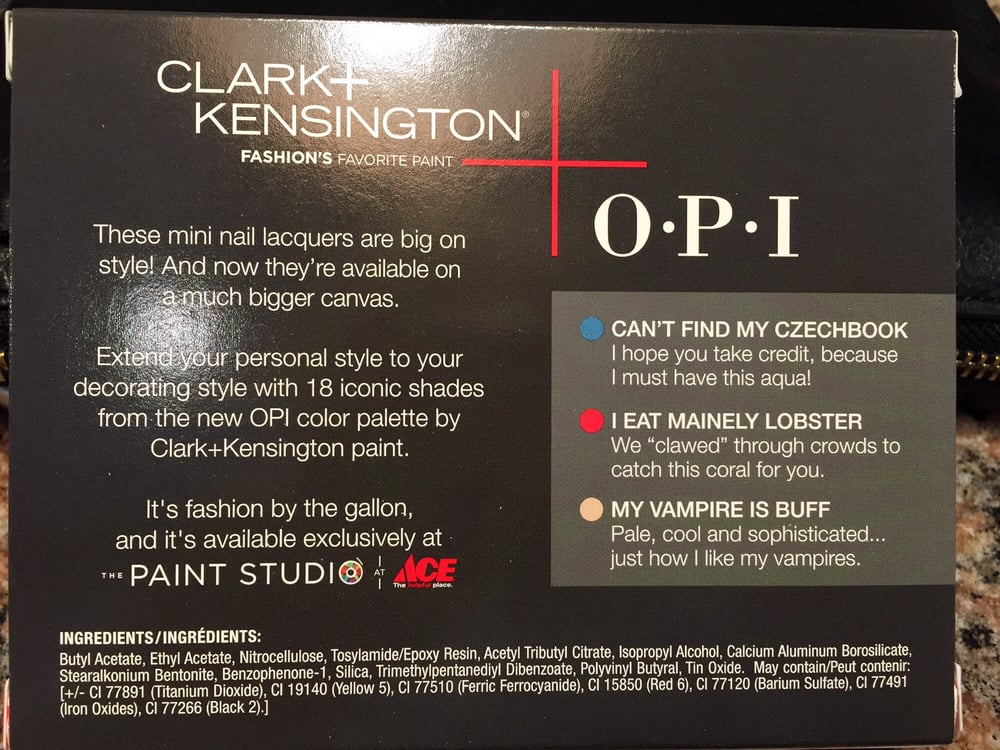 CLARK+
KENSINGTON®
FASHION'S FAVORITE PAINT
O·P·I
These mini nail lacquers are big on
style! And now they're available on
a much bigger canvas.
Extend your personal style to your
decorating style with 18 iconic shades
from the new OPI color palette by
Clark+Kensington paint.
It's fashion by the gallon,
and it's available exclusively at
THE PAINT STUDIO AT ACE
The helpful place.
CAN'T FIND MY CZECHBOOK
I hope you take credit, because
I must have this aqua!
I EAT MAINELY LOBSTER
We “clawed” through crowds to
catch this coral for you.
MY VAMPIRE IS BUFF
Pale, cool and sophisticated...
just how I like my vampires.
INGREDIENTS/INGRÉDIENTS:
Butyl Acetate, Ethyl Acetate, Nitrocellulose, Tosylamide/Epoxy Resin, Acetyl Tributyl Citrate, Isopropyl Alcohol, Calcium Aluminum Borosilicate,
Stearalkonium Bentonite, Benzophenone-1, Silica, Trimethylpentanediyl Dibenzoate, Polyvinyl Butyral, Tin Oxide. May contain/Peut contenir:
[+/- CI 77891 (Titanium Dioxide), CI 19140 (Yellow 5), CI 77510 (Ferric Ferrocyanide), CI 15850 (Red 6), CI 77120 (Barium Sulfate), CI 77491
(Iron Oxides), CI 77266 (Black 2).]